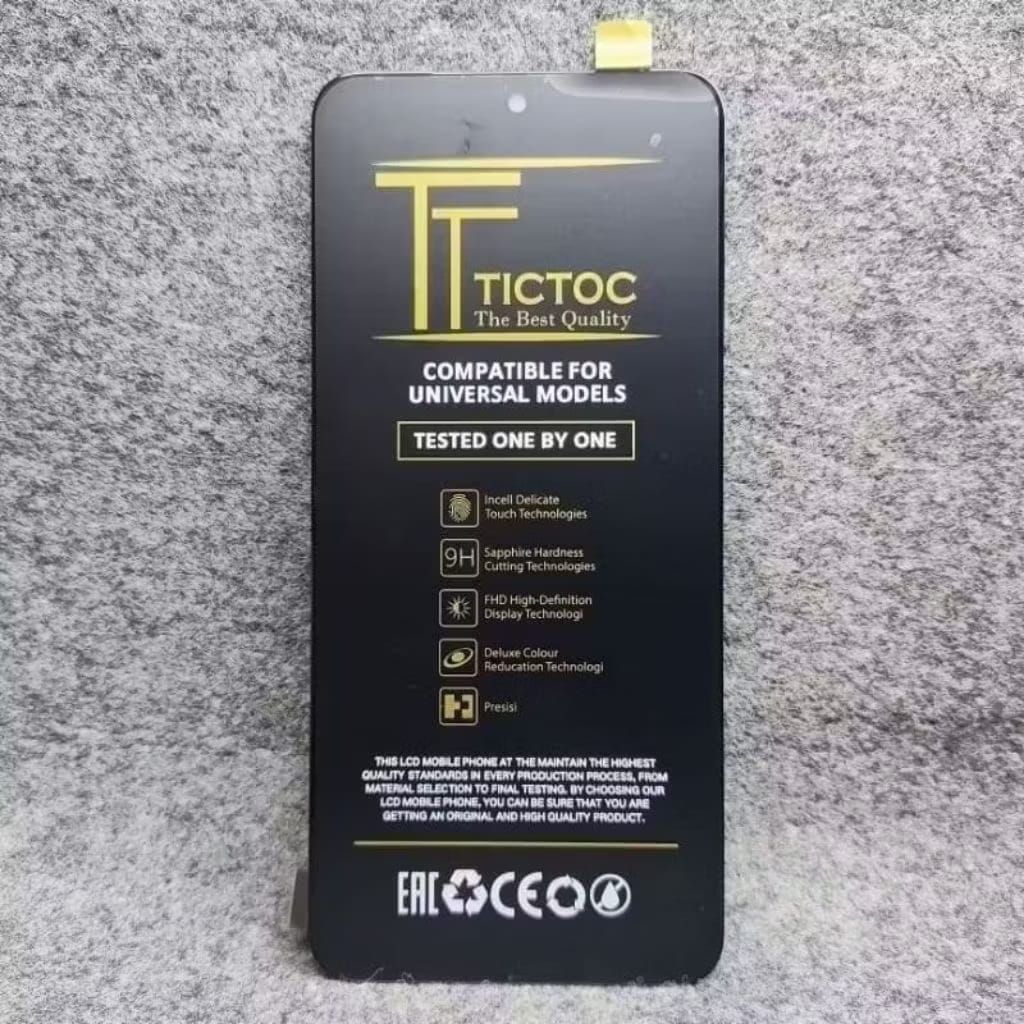 TT
TICTOC
The Best Quality
COMPATIBLE FOR
UNIVERSAL MODELS
TESTED ONE BY ONE
Incell Delicate
Touch Technologies
9H
Sapphire Hardness
Cutting Technologies
FHD High-Definition
Display Technologi
Deluxe Colour
Reducation Technologi
Presisi
THIS LCD MOBILE PHONE AT THE MAINTAIN THE HIGHEST
QUALITY STANDARDS IN EVERY PRODUCTION PROCESS, FROM
MATERIAL SELECTION TO FINAL TESTING. BY CHOOSING OUR
LCD MOBILE PHONE, YOU CAN BE SURE THAT YOU ARE
GETTING AN ORIGINAL AND HIGH QUALITY PRODUCT.
EAC CE